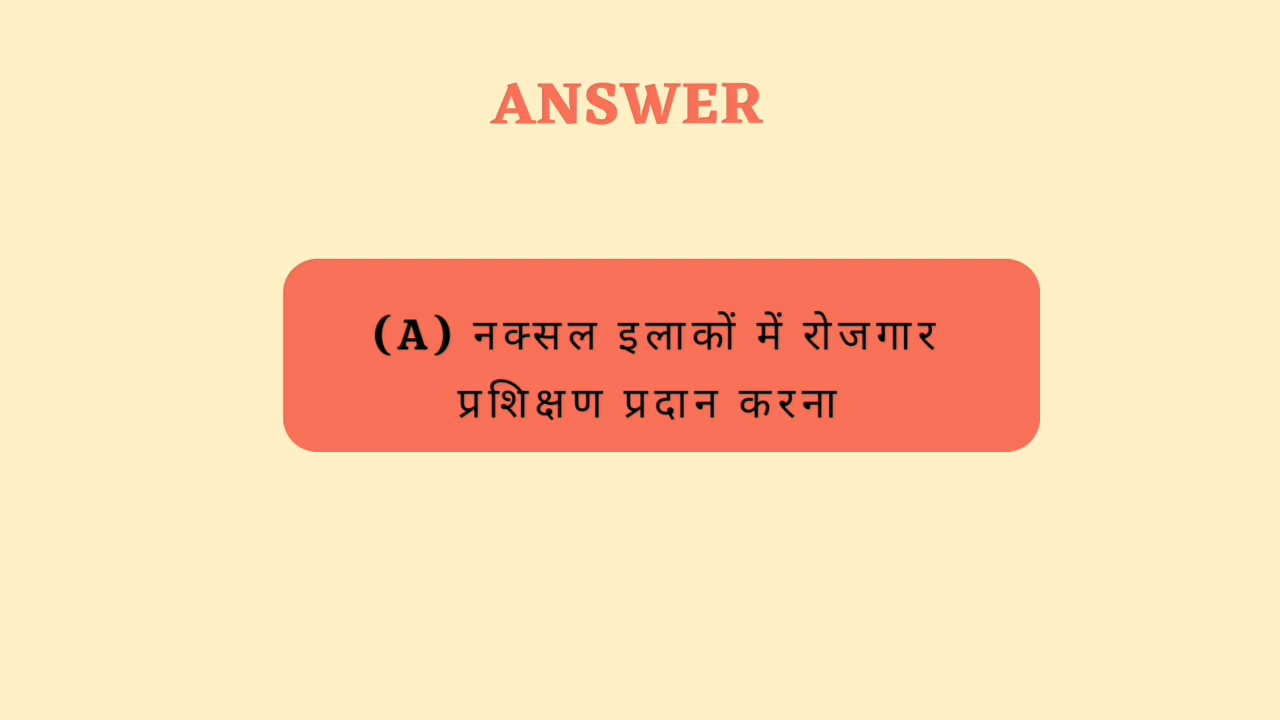 ANSWER
(A) नक्सल इलाकों में रोजगार
प्रशिक्षण प्रदान करना